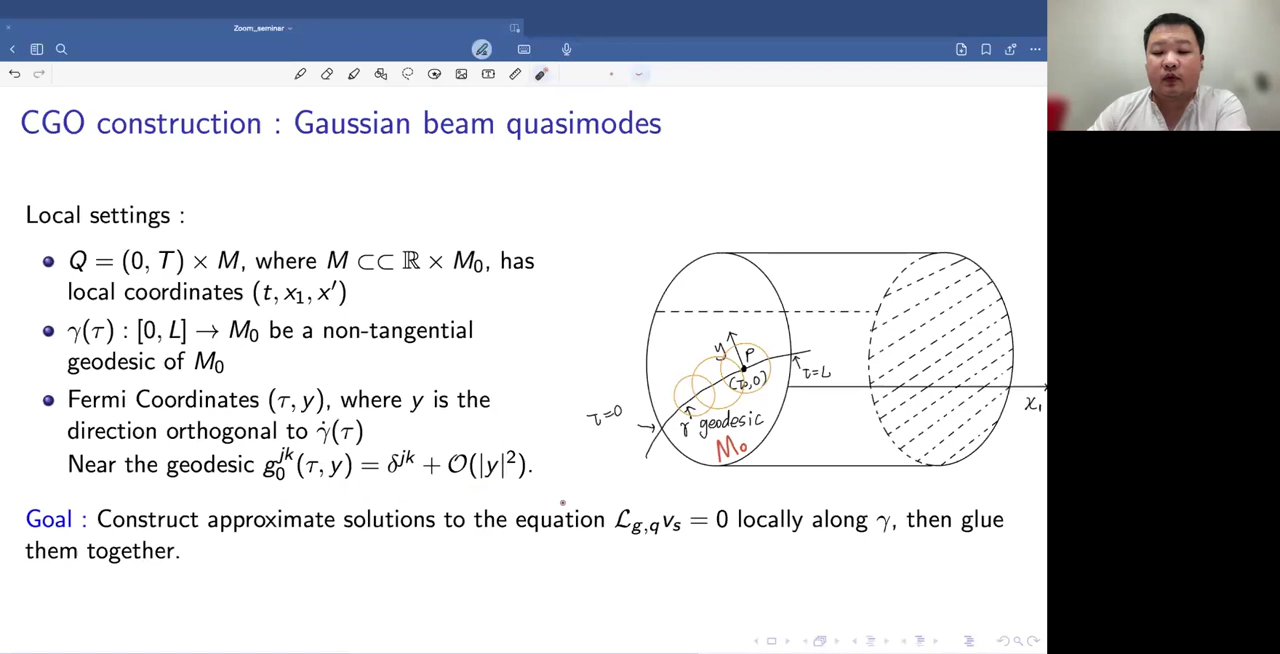 Zoom_seminar
CGO construction : Gaussian beam quasimodes
Local settings :
Q = (0, T) × M, where M ⊂⊂ ℝ × M₀, has
local coordinates (t, x₁, x′)
γ(τ) : [0, L] → M₀ be a non-tangential
geodesic of M₀
Fermi Coordinates (τ, y), where y is the
direction orthogonal to γ̇(τ)
Near the geodesic g₀ʲᵏ(τ, y) = δʲᵏ + 𝒪(|y|²).
Goal : Construct approximate solutions to the equation ℒ_{g,q}v_s = 0 locally along γ, then glue
them together.
y
P
(τ₀,0)
τ=L
τ=0
γ geodesic
M₀
x₁